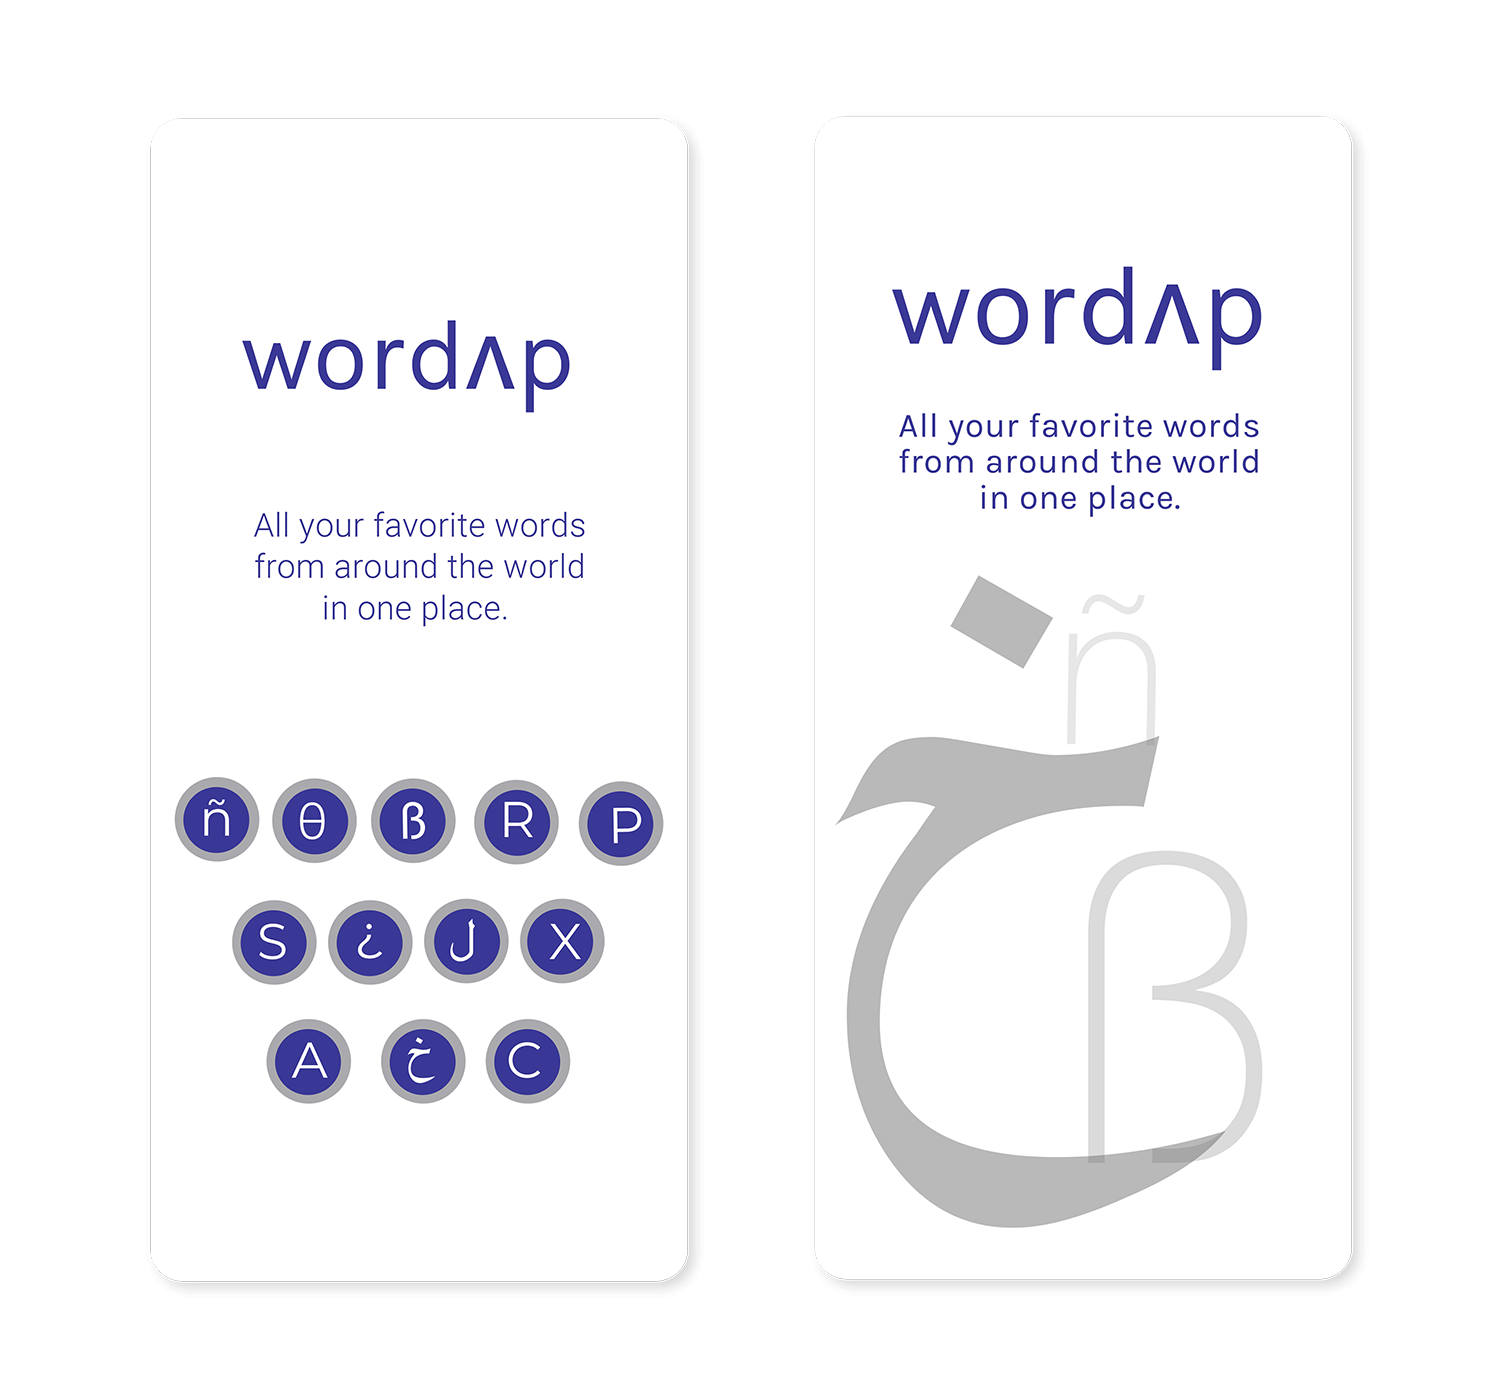 wordʌp
All your favorite words
from around the world
in one place.
ñ θ ß R P
S ¿ ل X
A خ C
wordʌp
All your favorite words
from around the world
in one place.
ñ
خ
ß